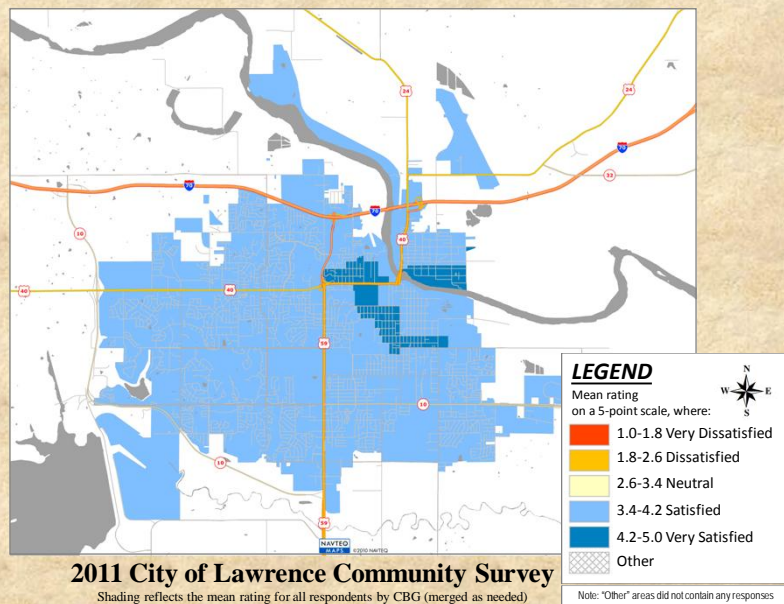 24
24
70
32
70
70
10
40
40
40
59
10
10
59
NAVTEQ
MAPS
©2010 NAVTEQ
LEGEND
Mean rating
on a 5-point scale, where:
N
W
E
S
1.0-1.8 Very Dissatisfied
1.8-2.6 Dissatisfied
2.6-3.4 Neutral
3.4-4.2 Satisfied
4.2-5.0 Very Satisfied
Other
2011 City of Lawrence Community Survey
Shading reflects the mean rating for all respondents by CBG (merged as needed)
Note: "Other" areas did not contain any responses